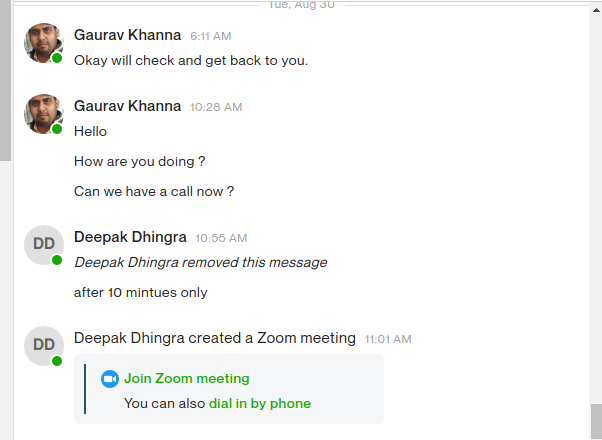 Tue, Aug 30
Gaurav Khanna 6:11 AM
Okay will check and get back to you.
Gaurav Khanna 10:28 AM
Hello
How are you doing ?
Can we have a call now ?
DD Deepak Dhingra 10:55 AM
Deepak Dhingra removed this message
after 10 mintues only
DD Deepak Dhingra created a Zoom meeting 11:01 AM
Join Zoom meeting
You can also dial in by phone